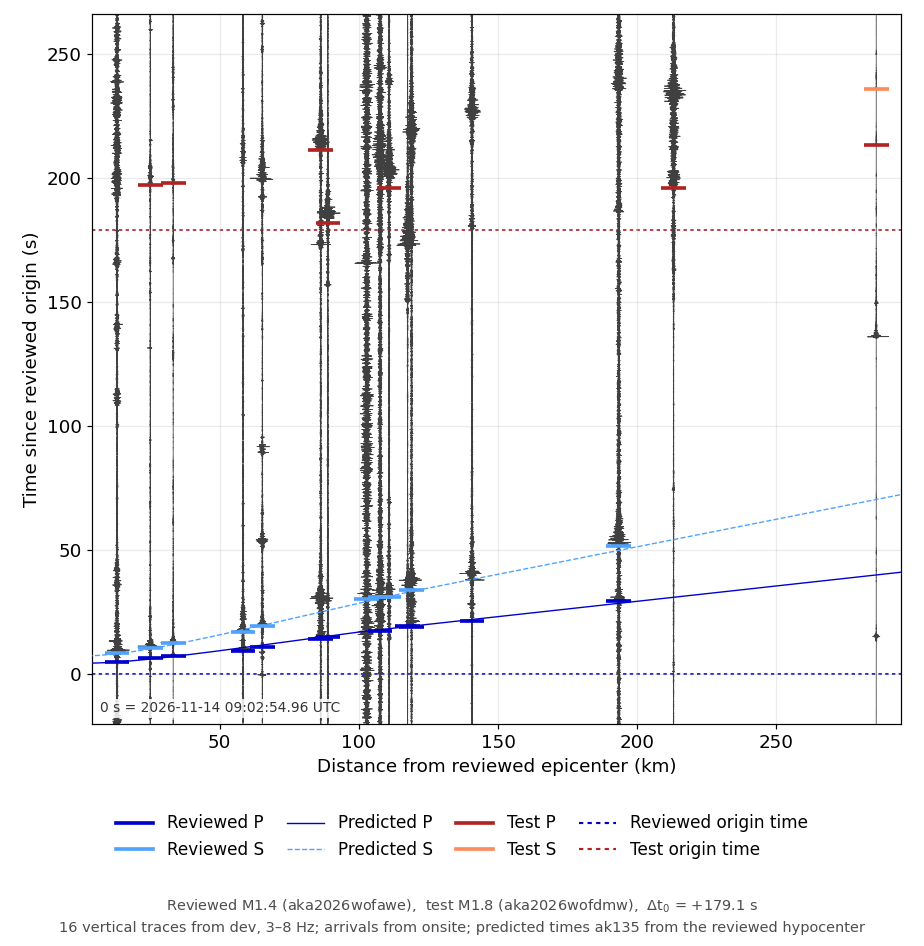 250
200
150
100
50
0
Time since reviewed origin (s)
0 s = 2026-11-14 09:02:54.96 UTC
50 100 150 200 250
Distance from reviewed epicenter (km)
Reviewed P Predicted P Test P Reviewed origin time
Reviewed S Predicted S Test S Test origin time
Reviewed M1.4 (aka2026wofawe), test M1.8 (aka2026wofdmw), Δt₀ = +179.1 s
16 vertical traces from dev, 3–8 Hz; arrivals from onsite; predicted times ak135 from the reviewed hypocenter